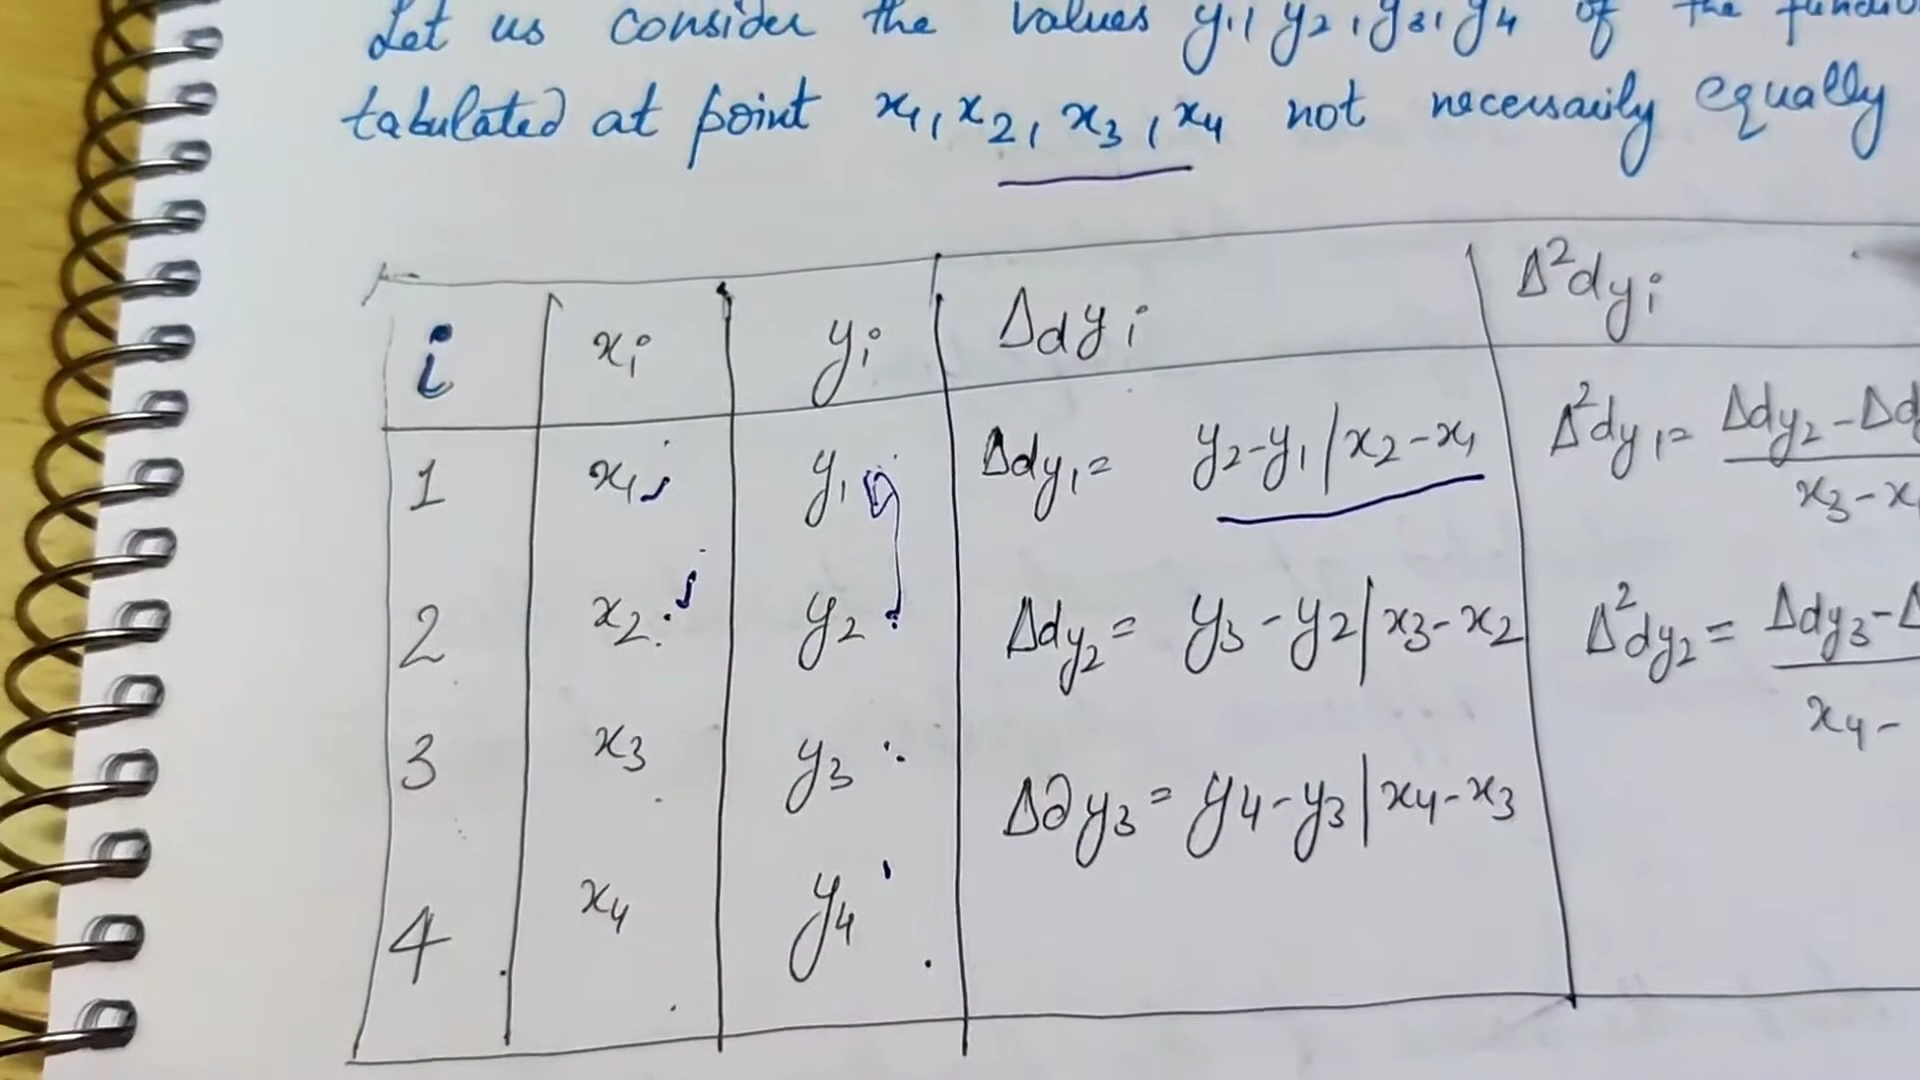 Let us consider the values y1, y2, y3, y4 of the
tabulated at point x1, x2, x3, x4 not necessarily equally
i xi yi Δdyi Δ²dyi
1 x1 y1 Δdy1 = y2-y1 | x2-x1 Δ²dy1 = Δdy2-Δd / x3-x
2 x2 y2 Δdy2 = y3-y2 | x3-x2 Δ²dy2 = Δdy3-Δ / x4-
3 x3 y3 Δ∂y3 = y4-y3 | x4-x3
4 x4 y4